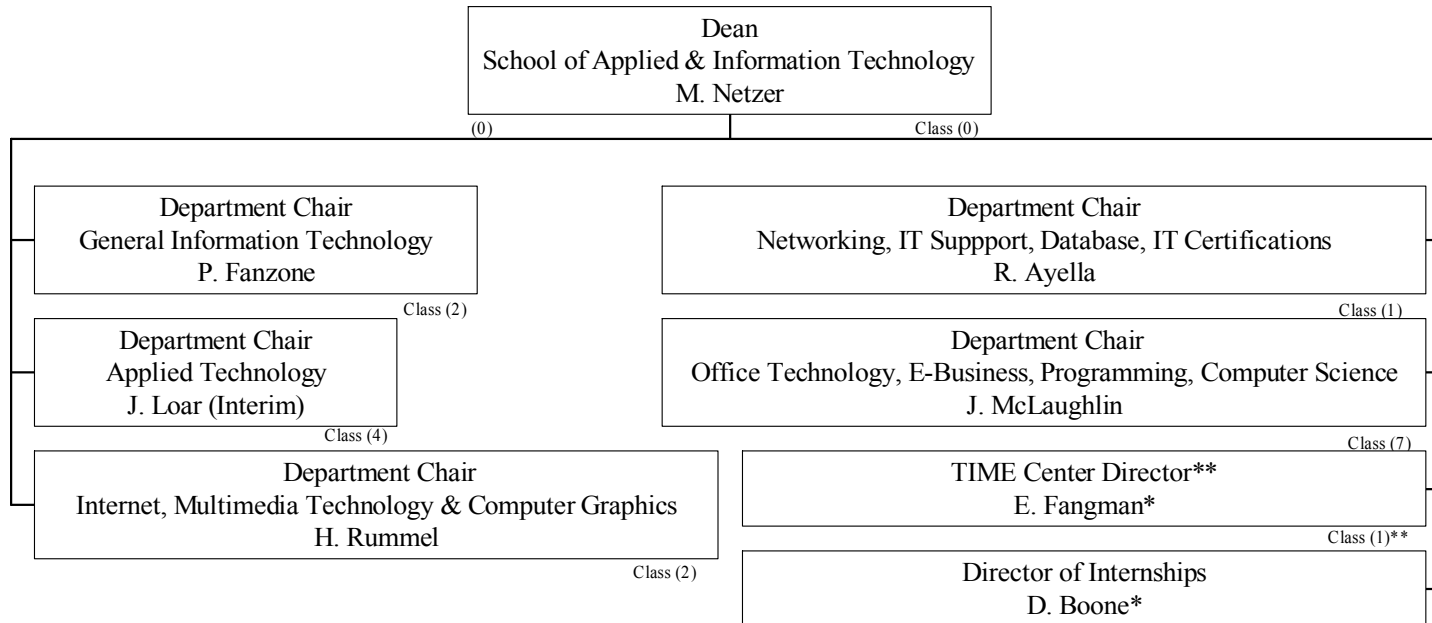 Dean
School of Applied & Information Technology
M. Netzer
(0)
Class (0)
Department Chair
General Information Technology
P. Fanzone
Class (2)
Department Chair
Applied Technology
J. Loar (Interim)
Class (4)
Department Chair
Internet, Multimedia Technology & Computer Graphics
H. Rummel
Class (2)
Department Chair
Networking, IT Suppport, Database, IT Certifications
R. Ayella
Class (1)
Department Chair
Office Technology, E-Business, Programming, Computer Science
J. McLaughlin
Class (7)
TIME Center Director**
E. Fangman*
Class (1)**
Director of Internships
D. Boone*